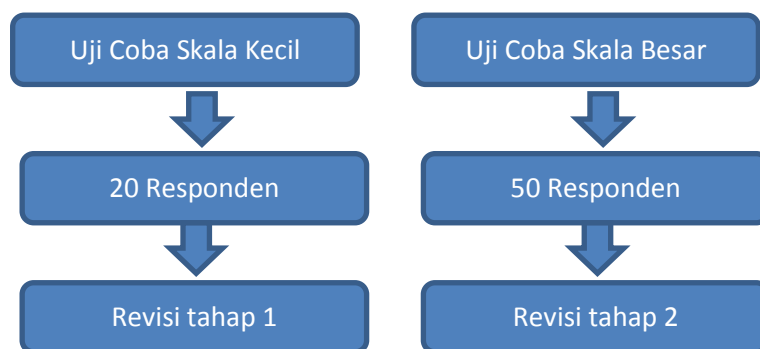 Uji Coba Skala Kecil
20 Responden
Revisi tahap 1
Uji Coba Skala Besar
50 Responden
Revisi tahap 2